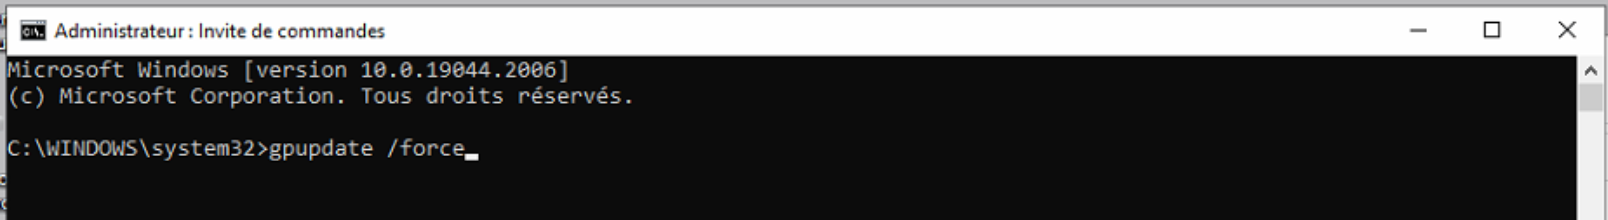 Administrateur : Invite de commandes
Microsoft Windows [version 10.0.19044.2006]
(c) Microsoft Corporation. Tous droits réservés.
C:\WINDOWS\system32>gpupdate /force